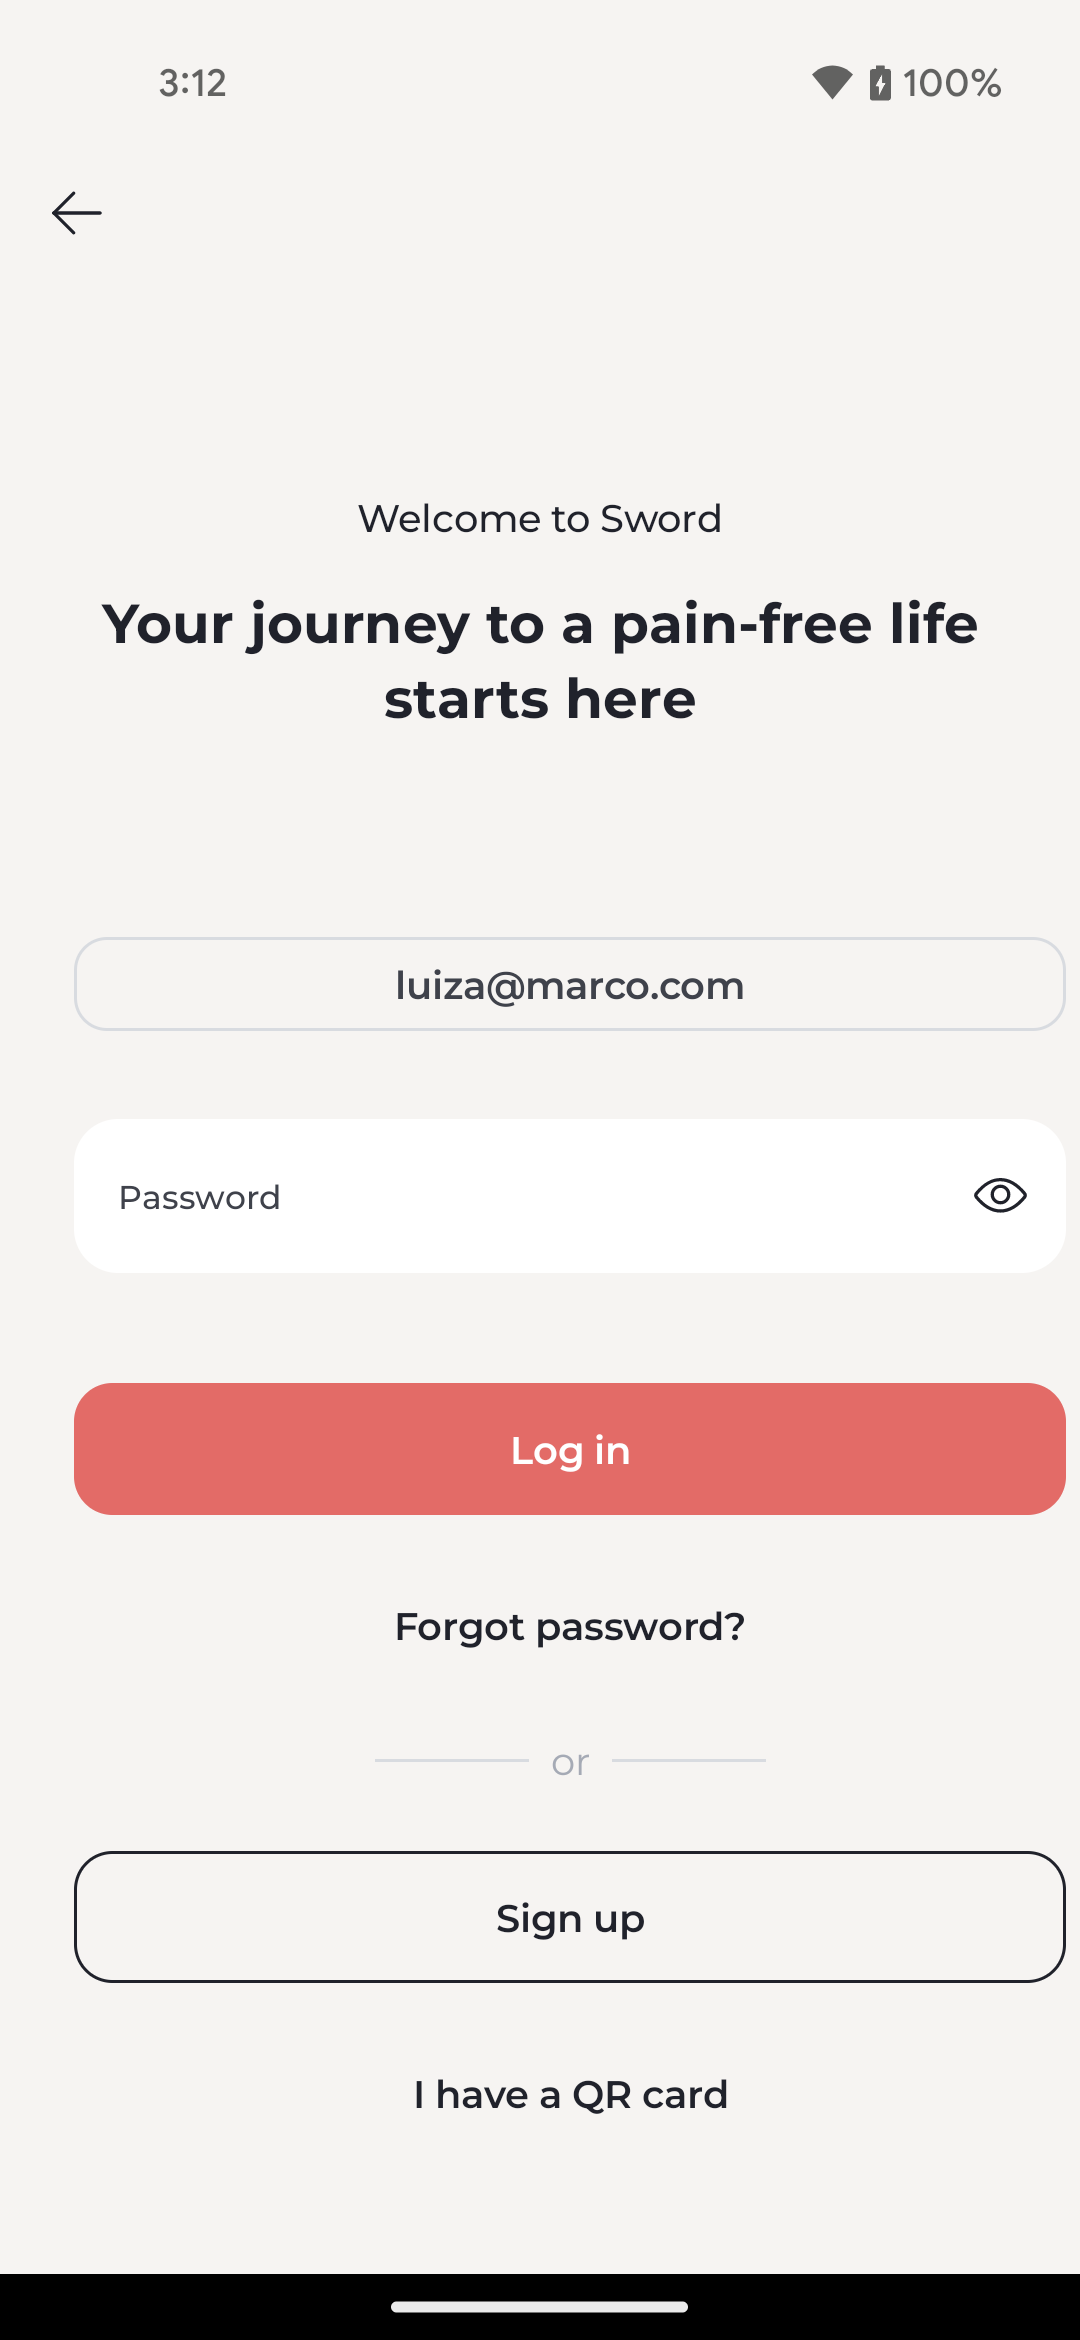 3:12
100%
Welcome to Sword
Your journey to a pain-free life
starts here
luiza@marco.com
Password
Log in
Forgot password?
or
Sign up
I have a QR card